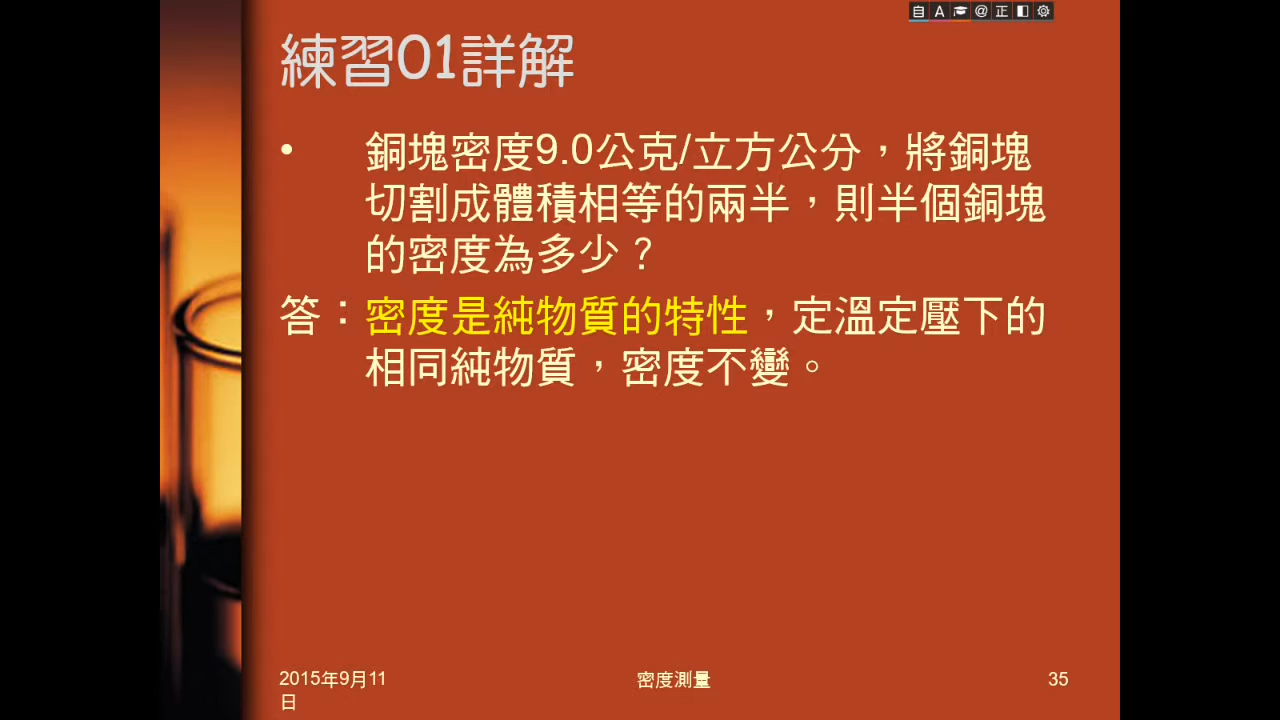 自 A @ 正
練習01詳解
• 銅塊密度9.0公克/立方公分，將銅塊
切割成體積相等的兩半，則半個銅塊
的密度為多少？
答：密度是純物質的特性，定溫定壓下的
相同純物質，密度不變。
2015年9月11
日
密度測量
35